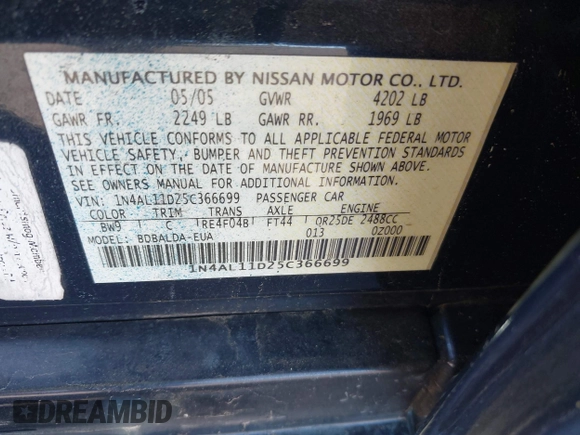 MANUFACTURED BY NISSAN MOTOR CO., LTD.
DATE 05/05 GVWR 4202 LB
GAWR FR. 2249 LB GAWR RR. 1969 LB
THIS VEHICLE CONFORMS TO ALL APPLICABLE FEDERAL MOTOR
VEHICLE SAFETY, BUMPER AND THEFT PREVENTION STANDARDS
IN EFFECT ON THE DATE OF MANUFACTURE SHOWN ABOVE.
SEE OWNERS MANUAL FOR ADDITIONAL INFORMATION.
VIN: 1N4AL11D25C366699 PASSENGER CAR
COLOR TRIM TRANS AXLE ENGINE
BW9 C RE4F04B FT44 QR25DE 2488CC
MODEL: BDBALDA-EUA 013 0Z000
1N4AL11D25C366699
DREAMBID